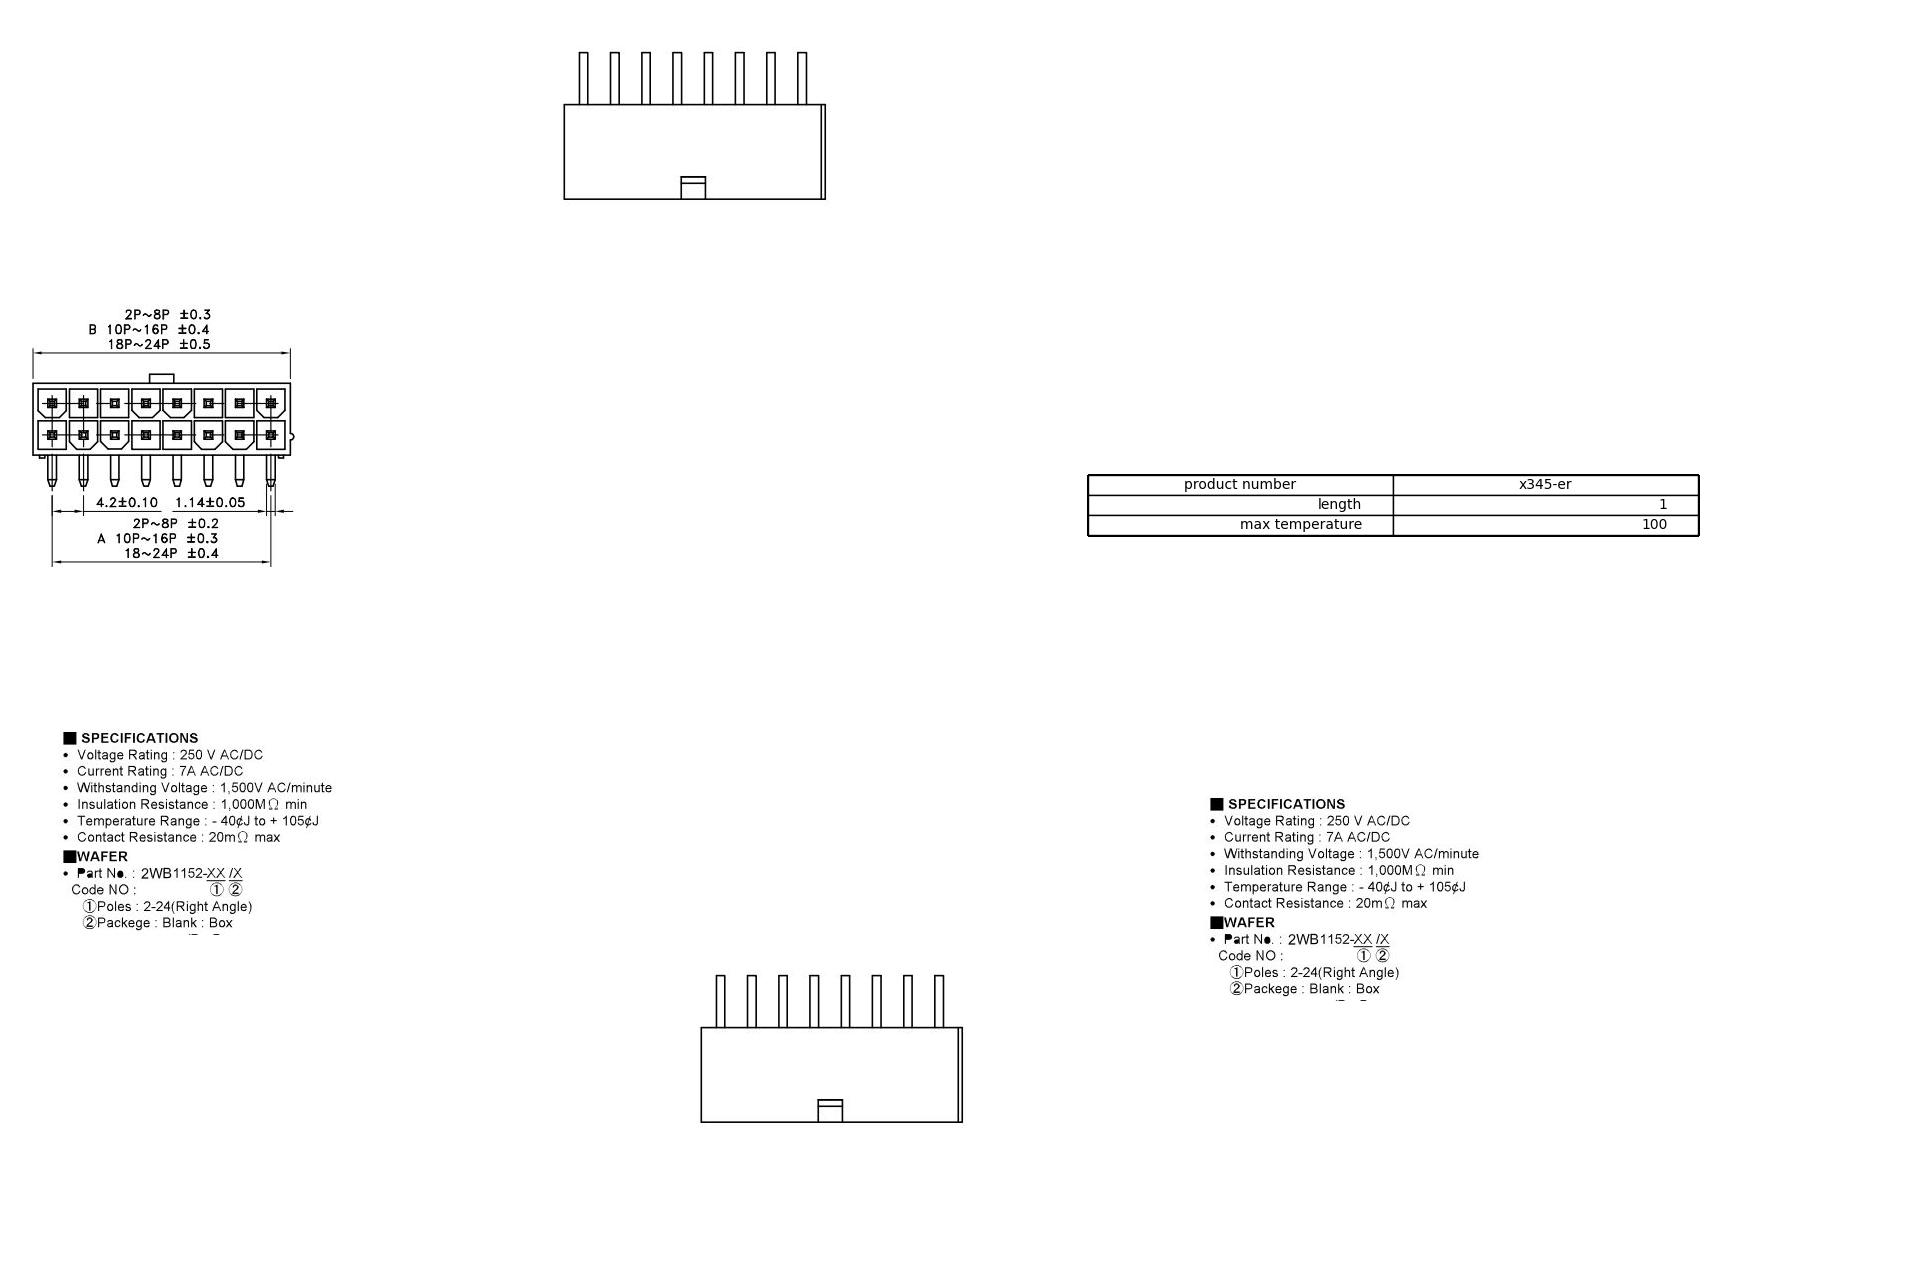 2P~8P ±0.3
B 10P~16P ±0.4
18P~24P ±0.5
4.2±0.10 1.14±0.05
2P~8P ±0.2
A 10P~16P ±0.3
18~24P ±0.4
product number x345-er
length 1
max temperature 100
■ SPECIFICATIONS
• Voltage Rating : 250 V AC/DC
• Current Rating : 7A AC/DC
• Withstanding Voltage : 1,500V AC/minute
• Insulation Resistance : 1,000MΩ min
• Temperature Range : - 40¢J to + 105¢J
• Contact Resistance : 20mΩ max
■WAFER
• Part No. : 2WB1152-XX /X
Code NO : ① ②
①Poles : 2-24(Right Angle)
②Packege : Blank : Box
■ SPECIFICATIONS
• Voltage Rating : 250 V AC/DC
• Current Rating : 7A AC/DC
• Withstanding Voltage : 1,500V AC/minute
• Insulation Resistance : 1,000MΩ min
• Temperature Range : - 40¢J to + 105¢J
• Contact Resistance : 20mΩ max
■WAFER
• Part No. : 2WB1152-XX /X
Code NO : ① ②
①Poles : 2-24(Right Angle)
②Packege : Blank : Box